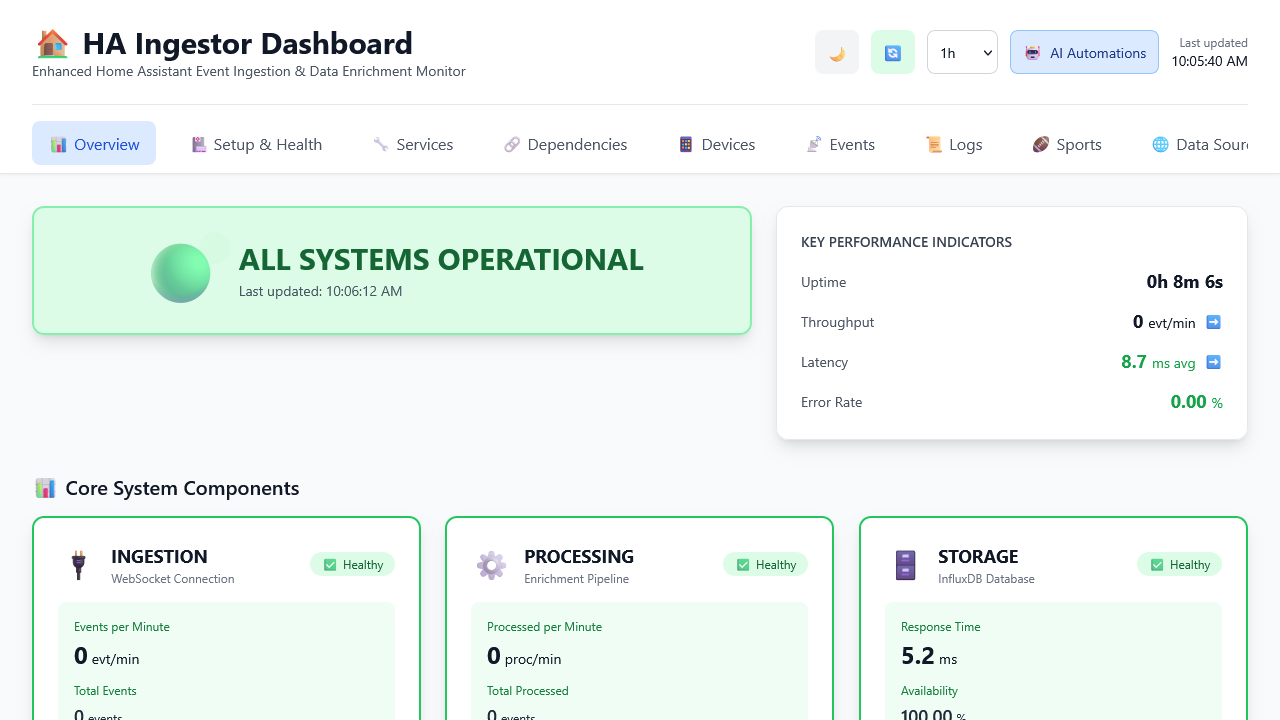 HA Ingestor Dashboard
Enhanced Home Assistant Event Ingestion & Data Enrichment Monitor
1h
AI Automations
Last updated
10:05:40 AM
Overview
Setup & Health
Services
Dependencies
Devices
Events
Logs
Sports
Data Sour
ALL SYSTEMS OPERATIONAL
Last updated: 10:06:12 AM
KEY PERFORMANCE INDICATORS
Uptime 0h 8m 6s
Throughput 0 evt/min
Latency 8.7 ms avg
Error Rate 0.00 %
Core System Components
INGESTION
WebSocket Connection
Healthy
Events per Minute
0 evt/min
Total Events
0 events
PROCESSING
Enrichment Pipeline
Healthy
Processed per Minute
0 proc/min
Total Processed
0 events
STORAGE
InfluxDB Database
Healthy
Response Time
5.2 ms
Availability
100.00 %